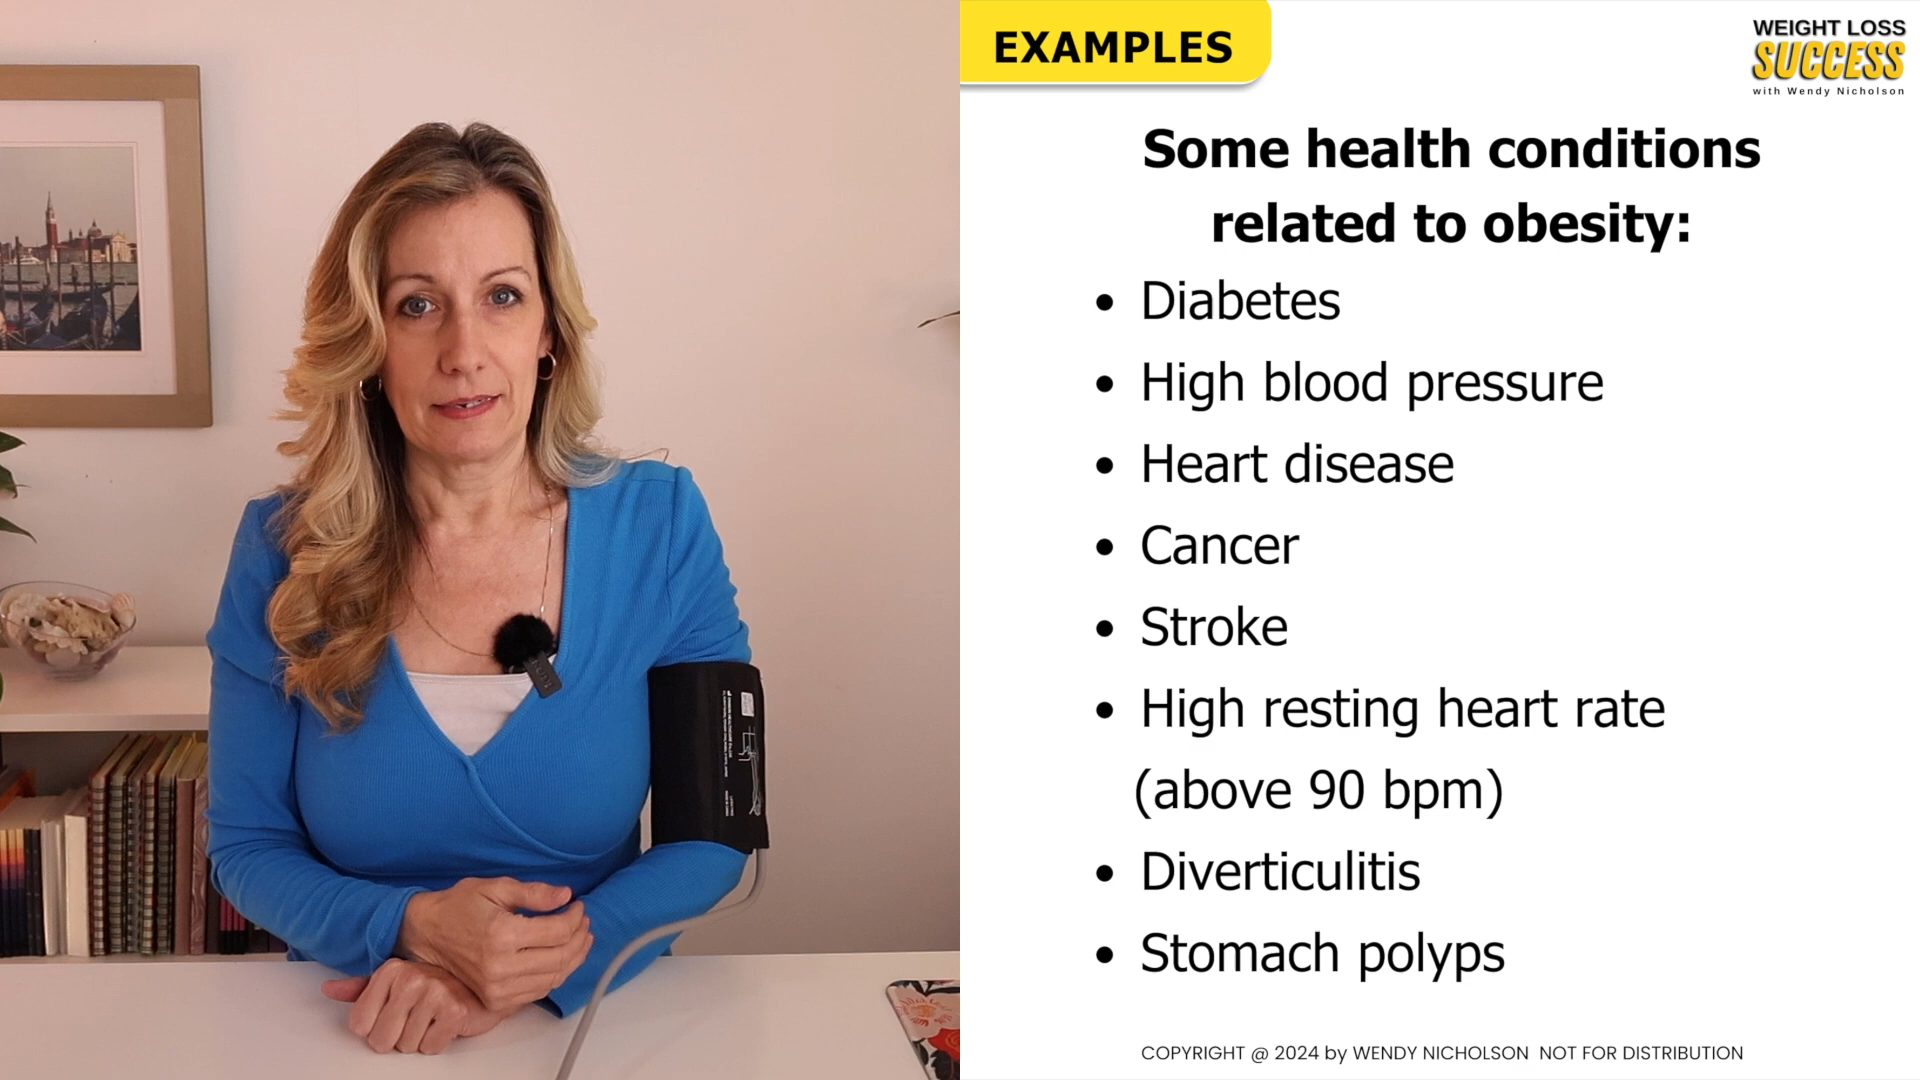 EXAMPLES
WEIGHT LOSS
SUCCESS
with Wendy Nicholson
Some health conditions
related to obesity:
• Diabetes
• High blood pressure
• Heart disease
• Cancer
• Stroke
• High resting heart rate
(above 90 bpm)
• Diverticulitis
• Stomach polyps
COPYRIGHT @ 2024 by WENDY NICHOLSON NOT FOR DISTRIBUTION